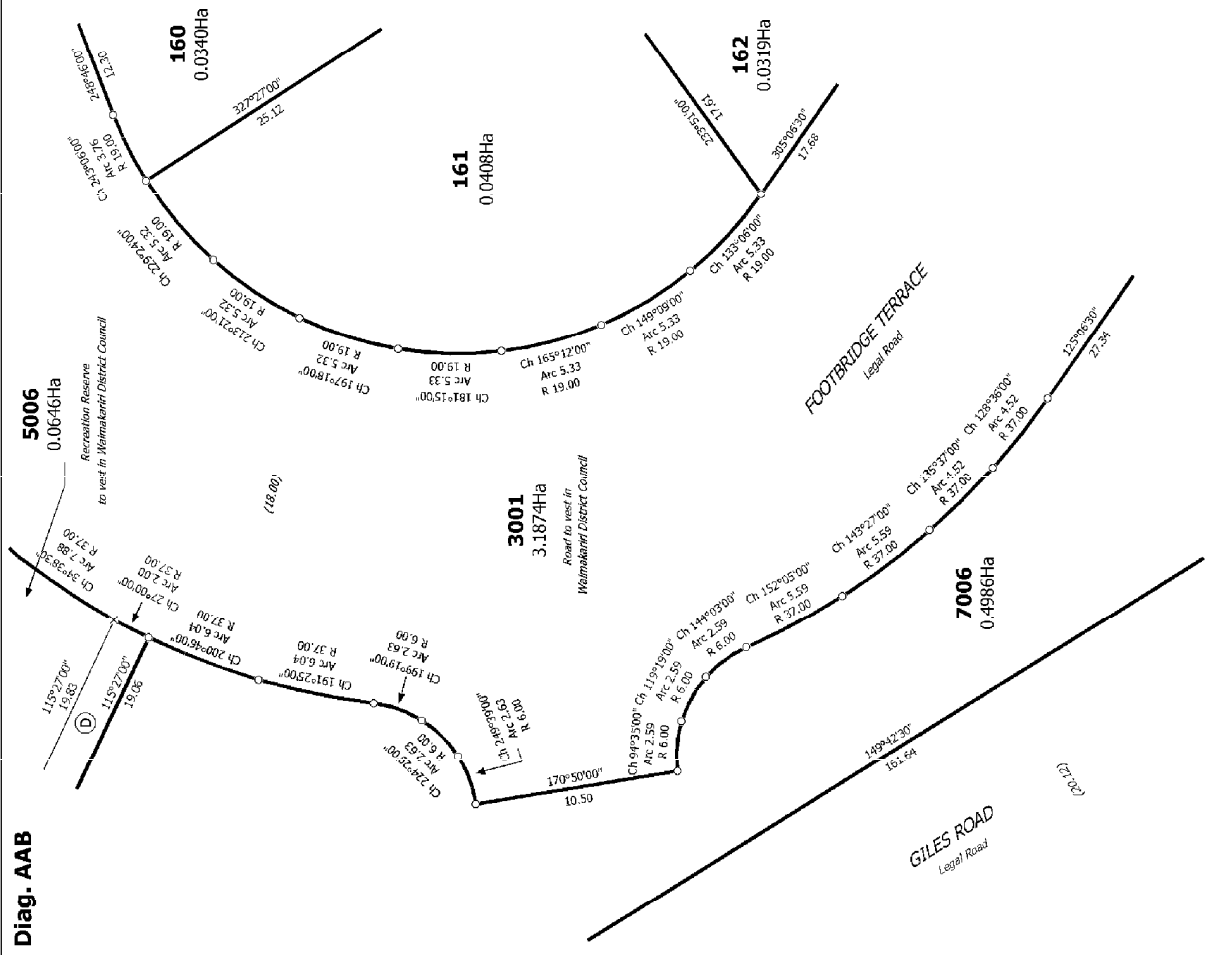 Diag. AAB
5006
0.0646Ha
Recreation Reserve
to vest in Waimakariri District Council
160
0.0340Ha
248°46'00"
12.30
Ch 243°06'00"
Arc 3.76
R 19.00
327°27'00"
25.12
161
0.0408Ha
162
0.0319Ha
233°51'00"
17.61
305°06'30"
17.68
Ch 229°24'00"
Arc 5.32
R 19.00
Ch 213°21'00"
Arc 5.32
R 19.00
Ch 197°18'00"
Arc 5.32
R 19.00
Ch 181°15'00"
Arc 5.33
R 19.00
Ch 165°12'00"
Arc 5.33
R 19.00
Ch 149°09'00"
Arc 5.33
R 19.00
Ch 133°06'00"
Arc 5.33
R 19.00
Ch 34°38'30"
Arc 7.88
R 37.00
Ch 27°00'00"
Arc 2.00
R 37.00
115°27'00"
19.83
D
115°27'00"
19.06
Ch 200°45'00"
Arc 6.04
R 37.00
Ch 191°25'00"
Arc 6.04
R 37.00
Ch 199°19'00"
Arc 2.63
R 6.00
Ch 224°29'00"
Arc 2.63
R 6.00
Ch 249°39'00"
Arc 2.63
R 6.00
(18.00)
3001
3.1874Ha
Road to vest in
Waimakariri District Council
170°50'00"
10.50
Ch 94°35'00"
Arc 2.59
R 6.00
Ch 119°19'00"
Arc 2.59
R 6.00
Ch 144°03'00"
Arc 2.59
R 6.00
Ch 152°05'00"
Arc 5.59
R 37.00
Ch 143°27'00"
Arc 5.59
R 37.00
Ch 135°37'00"
Arc 4.52
R 37.00
Ch 128°36'00"
Arc 4.52
R 37.00
125°06'30"
27.34
FOOTBRIDGE TERRACE
Legal Road
7006
0.4986Ha
149°42'30"
161.64
GILES ROAD
Legal Road
(20.12)